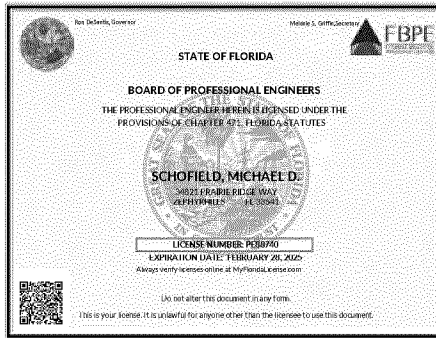 Ron DeSantis, Governor
Melanie S. Griffin, Secretary
FBPE
STATE OF FLORIDA
BOARD OF PROFESSIONAL ENGINEERS
THE PROFESSIONAL ENGINEER HEREIN IS LICENSED UNDER THE
PROVISIONS OF CHAPTER 471, FLORIDA STATUTES
SCHOFIELD, MICHAEL D.
34821 PRAIRIE RIDGE WAY
ZEPHYRHILLS FL 33541
LICENSE NUMBER: PE88740
EXPIRATION DATE: FEBRUARY 28, 2025
Always verify licenses online at MyFloridaLicense.com
Do not alter this document in any form.
This is your license. It is unlawful for anyone other than the licensee to use this document.